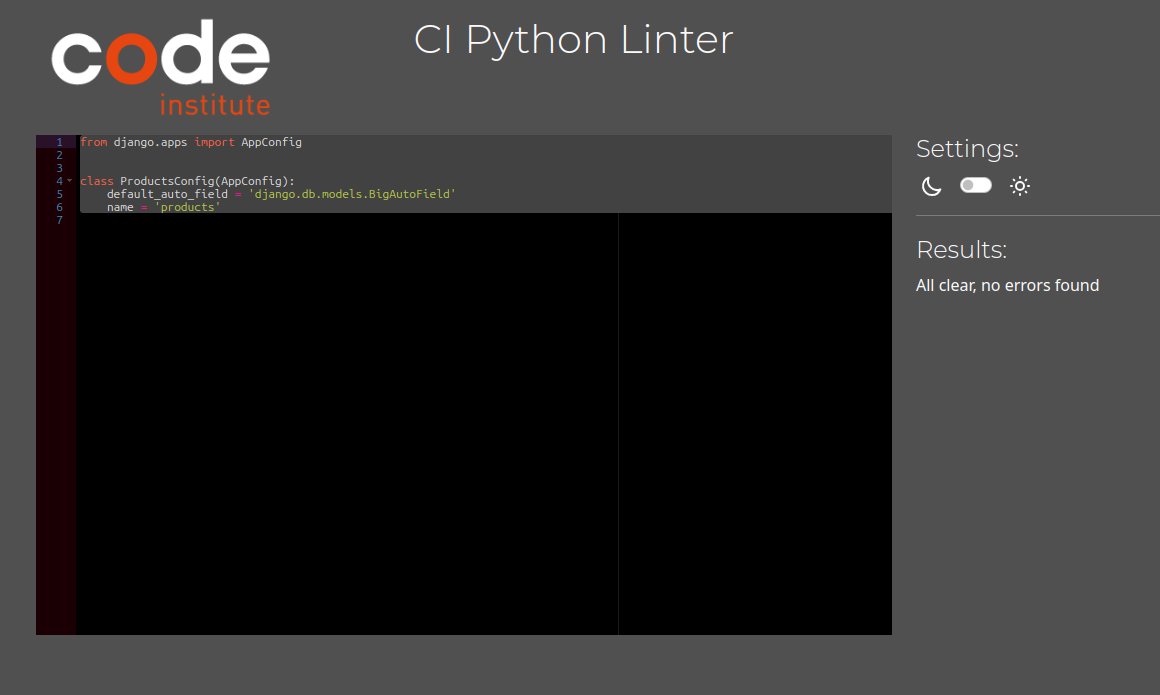 code
institute
CI Python Linter
1 from django.apps import AppConfig
2
3
4 class ProductsConfig(AppConfig):
5     default_auto_field = 'django.db.models.BigAutoField'
6     name = 'products'
7
Settings:
Results:
All clear, no errors found